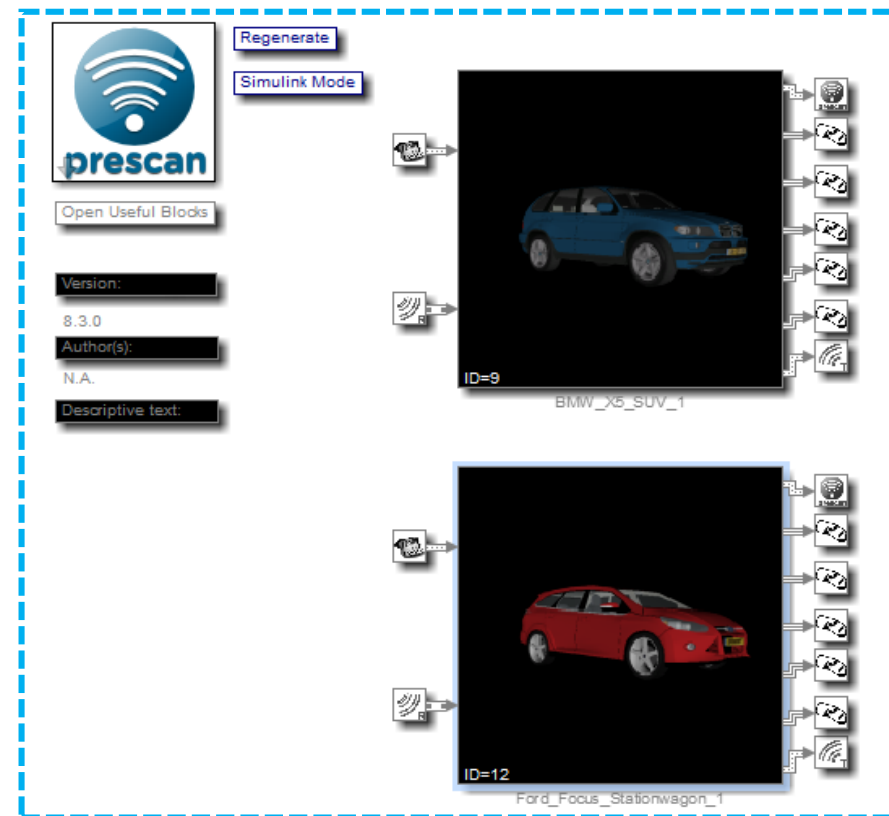 prescan
Regenerate
Simulink Mode
Open Useful Blocks
Version:
8.3.0
Author(s):
N.A.
Descriptive text:
R
T
ID=9
BMW_X5_SUV_1
R
T
ID=12
Ford_Focus_Stationwagon_1